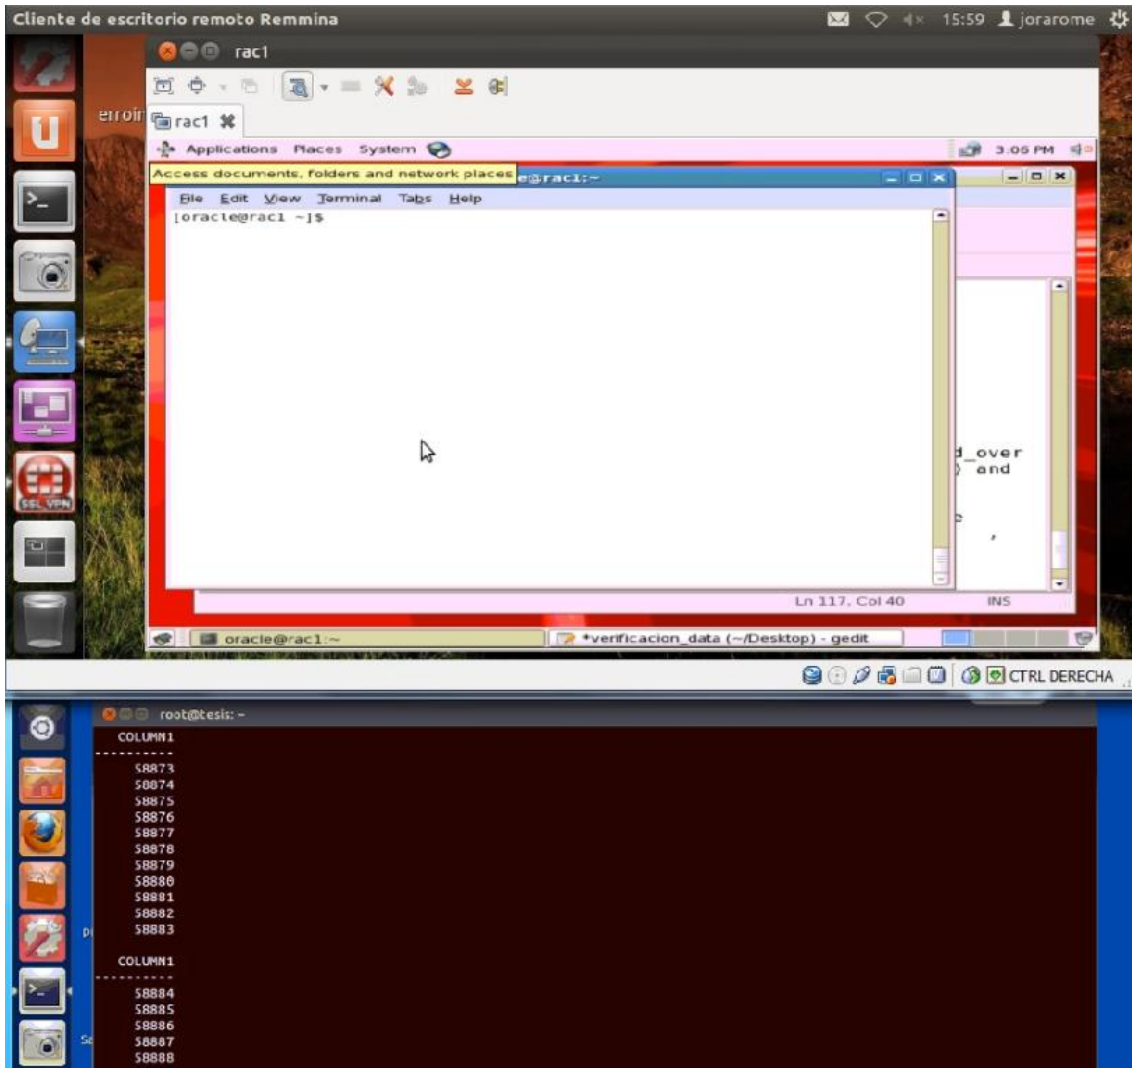 Cliente de escritorio remoto Remmina
15:59 jorarome
rac1
rac1
Applications Places System
3:05 PM
Access documents, folders and network places
e@rac1:~
File Edit View Terminal Tabs Help
[oracle@rac1 ~]$
d_over
) and
,
Ln 117, Col 40 INS
oracle@rac1:~
*verificacion_data (~/Desktop) - gedit
SSL VPN
CTRL DERECHA
root@tesis: ~
COLUMN1
----------
58873
58874
58875
58876
58877
58878
58879
58880
58881
58882
58883
COLUMN1
----------
58884
58885
58886
58887
58888